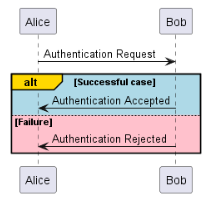 Alice Bob
Authentication Request
alt [Successful case]
Authentication Accepted
[Failure]
Authentication Rejected
Alice Bob